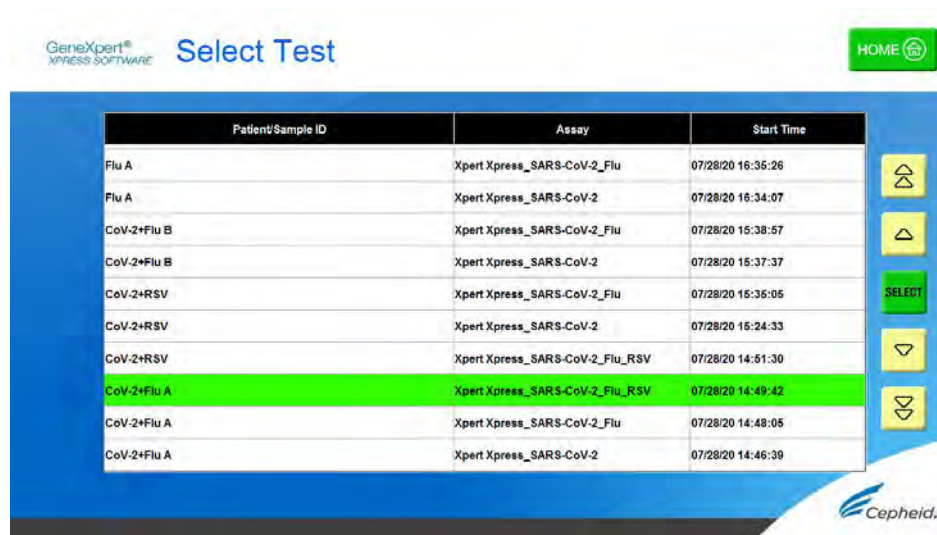 GeneXpert®
XPRESS SOFTWARE
Select Test
HOME
Patient/Sample ID Assay Start Time
Flu A Xpert Xpress_SARS-CoV-2_Flu 07/28/20 16:35:26
Flu A Xpert Xpress_SARS-CoV-2 07/28/20 16:34:07
CoV-2+Flu B Xpert Xpress_SARS-CoV-2_Flu 07/28/20 15:38:57
CoV-2+Flu B Xpert Xpress_SARS-CoV-2 07/28/20 15:37:37
CoV-2+RSV Xpert Xpress_SARS-CoV-2_Flu 07/28/20 15:35:05
SELECT
CoV-2+RSV Xpert Xpress_SARS-CoV-2 07/28/20 15:24:33
CoV-2+RSV Xpert Xpress_SARS-CoV-2_Flu_RSV 07/28/20 14:51:30
CoV-2+Flu A Xpert Xpress_SARS-CoV-2_Flu_RSV 07/28/20 14:49:42
CoV-2+Flu A Xpert Xpress_SARS-CoV-2_Flu 07/28/20 14:48:05
CoV-2+Flu A Xpert Xpress_SARS-CoV-2 07/28/20 14:46:39
Cepheid.